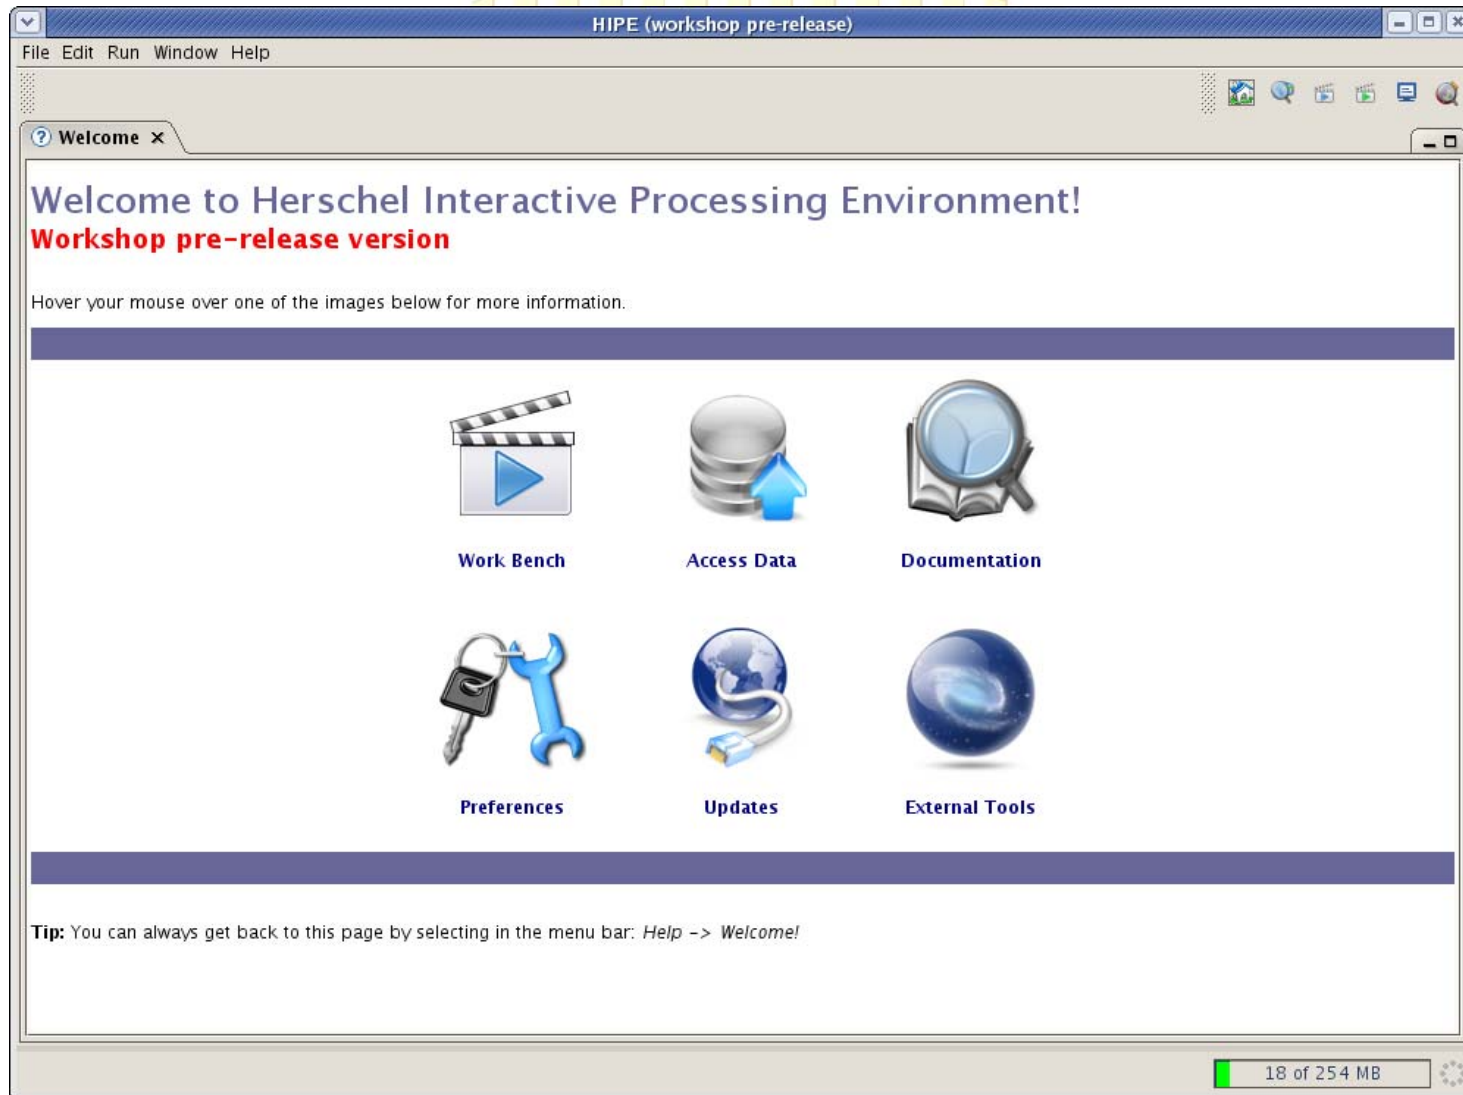 HIPE (workshop pre-release)
File Edit Run Window Help
Welcome
Welcome to Herschel Interactive Processing Environment!
Workshop pre-release version
Hover your mouse over one of the images below for more information.
Work Bench Access Data Documentation
Preferences Updates External Tools
Tip: You can always get back to this page by selecting in the menu bar: Help -> Welcome!
18 of 254 MB